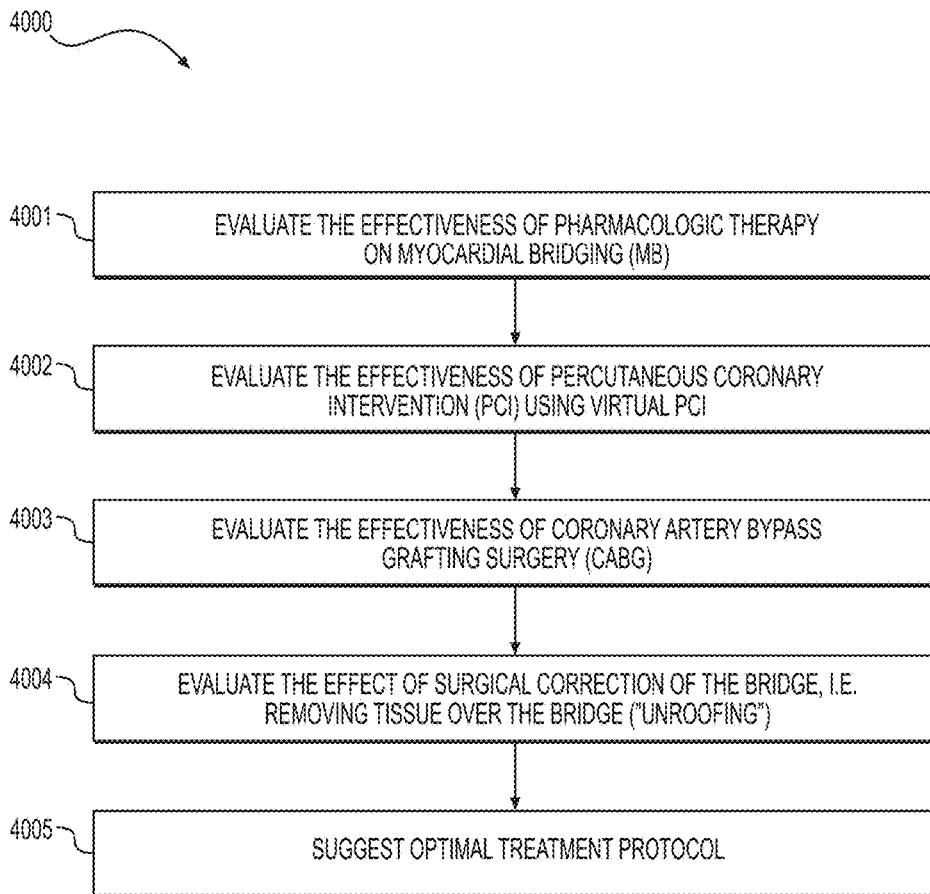 4000
4001
EVALUATE THE EFFECTIVENESS OF PHARMACOLOGIC THERAPY
ON MYOCARDIAL BRIDGING (MB)
4002
EVALUATE THE EFFECTIVENESS OF PERCUTANEOUS CORONARY
INTERVENTION (PCI) USING VIRTUAL PCI
4003
EVALUATE THE EFFECTIVENESS OF CORONARY ARTERY BYPASS
GRAFTING SURGERY (CABG)
4004
EVALUATE THE EFFECT OF SURGICAL CORRECTION OF THE BRIDGE, I.E.
REMOVING TISSUE OVER THE BRIDGE ("UNROOFING")
4005
SUGGEST OPTIMAL TREATMENT PROTOCOL